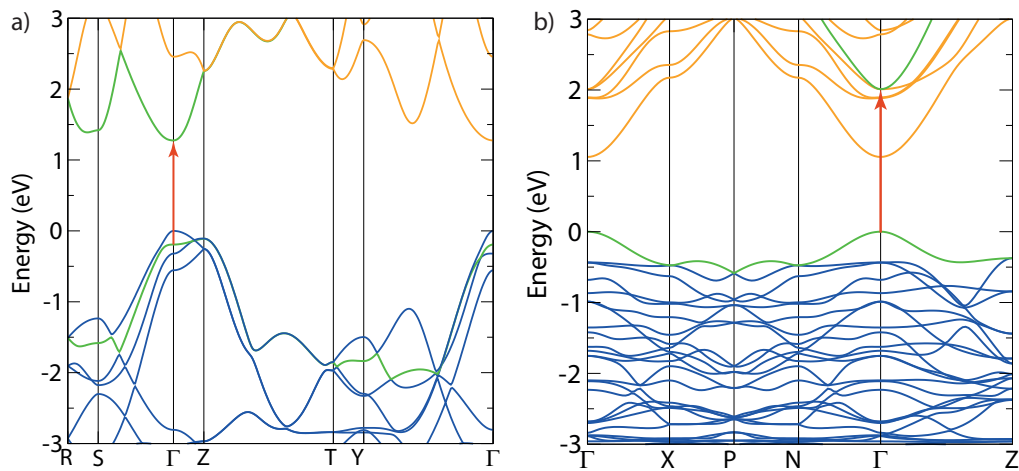 a)
Energy (eV)
3
2
1
0
-1
-2
-3
R S Γ Z T Y Γ
b)
Energy (eV)
3
2
1
0
-1
-2
-3
Γ X P N Γ Z